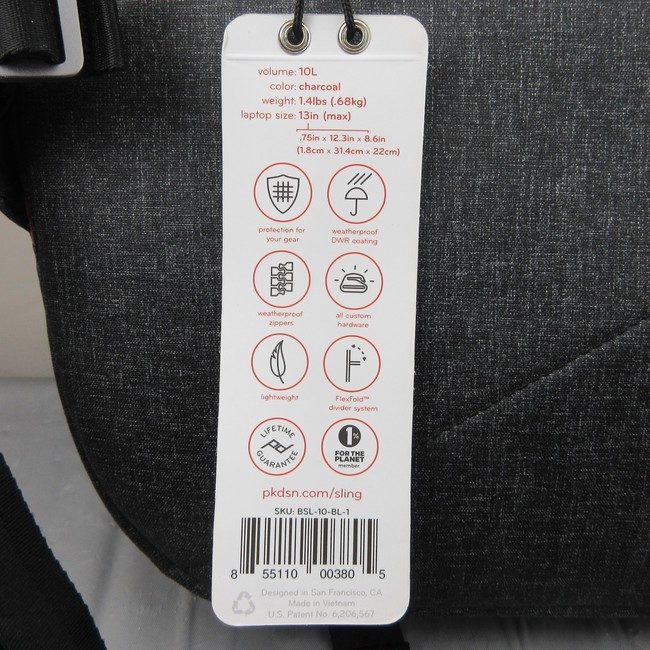 volume: 10L
color: charcoal
weight: 1.4lbs (.68kg)
laptop size: 13in (max)
.75in x 12.3in x 8.6in
(1.8cm x 31.4cm x 22cm)
protection for
your gear
weatherproof
DWR coating
weatherproof
zippers
all custom
hardware
lightweight
FlexFold™
divider system
LIFETIME
GUARANTEE
1%
FOR THE
PLANET
member
pkdsn.com/sling
SKU: BSL-10-BL-1
8 55110 00380 5
Designed in San Francisco, CA
Made in Vietnam
U.S. Patent No. 6,206,567